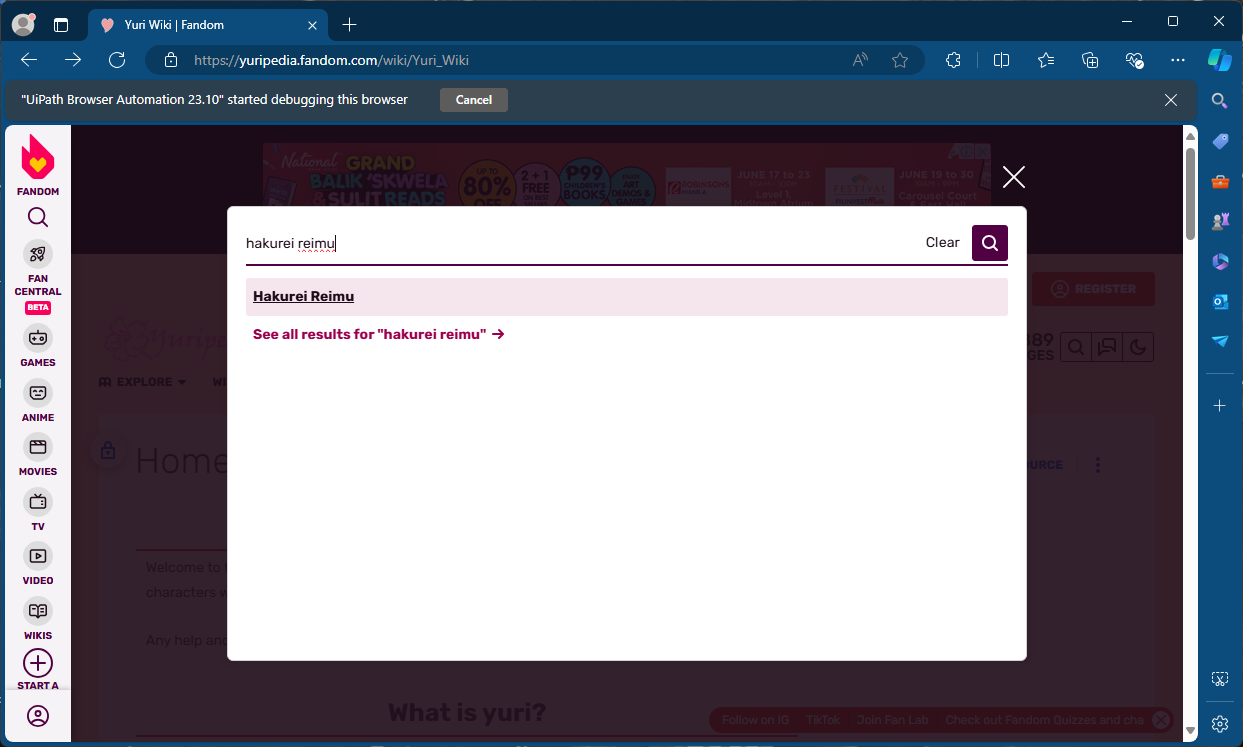 Yuri Wiki | Fandom
https://yuripedia.fandom.com/wiki/Yuri_Wiki
"UiPath Browser Automation 23.10" started debugging this browser
Cancel
FANDOM
FAN
CENTRAL
BETA
GAMES
ANIME
MOVIES
TV
VIDEO
WIKIS
START A
National GRAND
BALIK 'SKWELA
& SULIT READS
UP TO
80%
OFF
2 + 1
FREE
P99
CHILDREN'S
BOOKS
ENJOY
ART
DEMOS &
GAMES
ROBINSONS
JUNE 17 to 23
Level 1
FESTIVAL
JUNE 19 to 30
Carousel Court
hakurei reimu
Clear
Hakurei Reimu
See all results for "hakurei reimu" →
REGISTER
EXPLORE
Home
Welcome to
characters
Any help and
What is yuri?
Follow on IG TikTok Join Fan Lab Check out Fandom Quizzes and cha